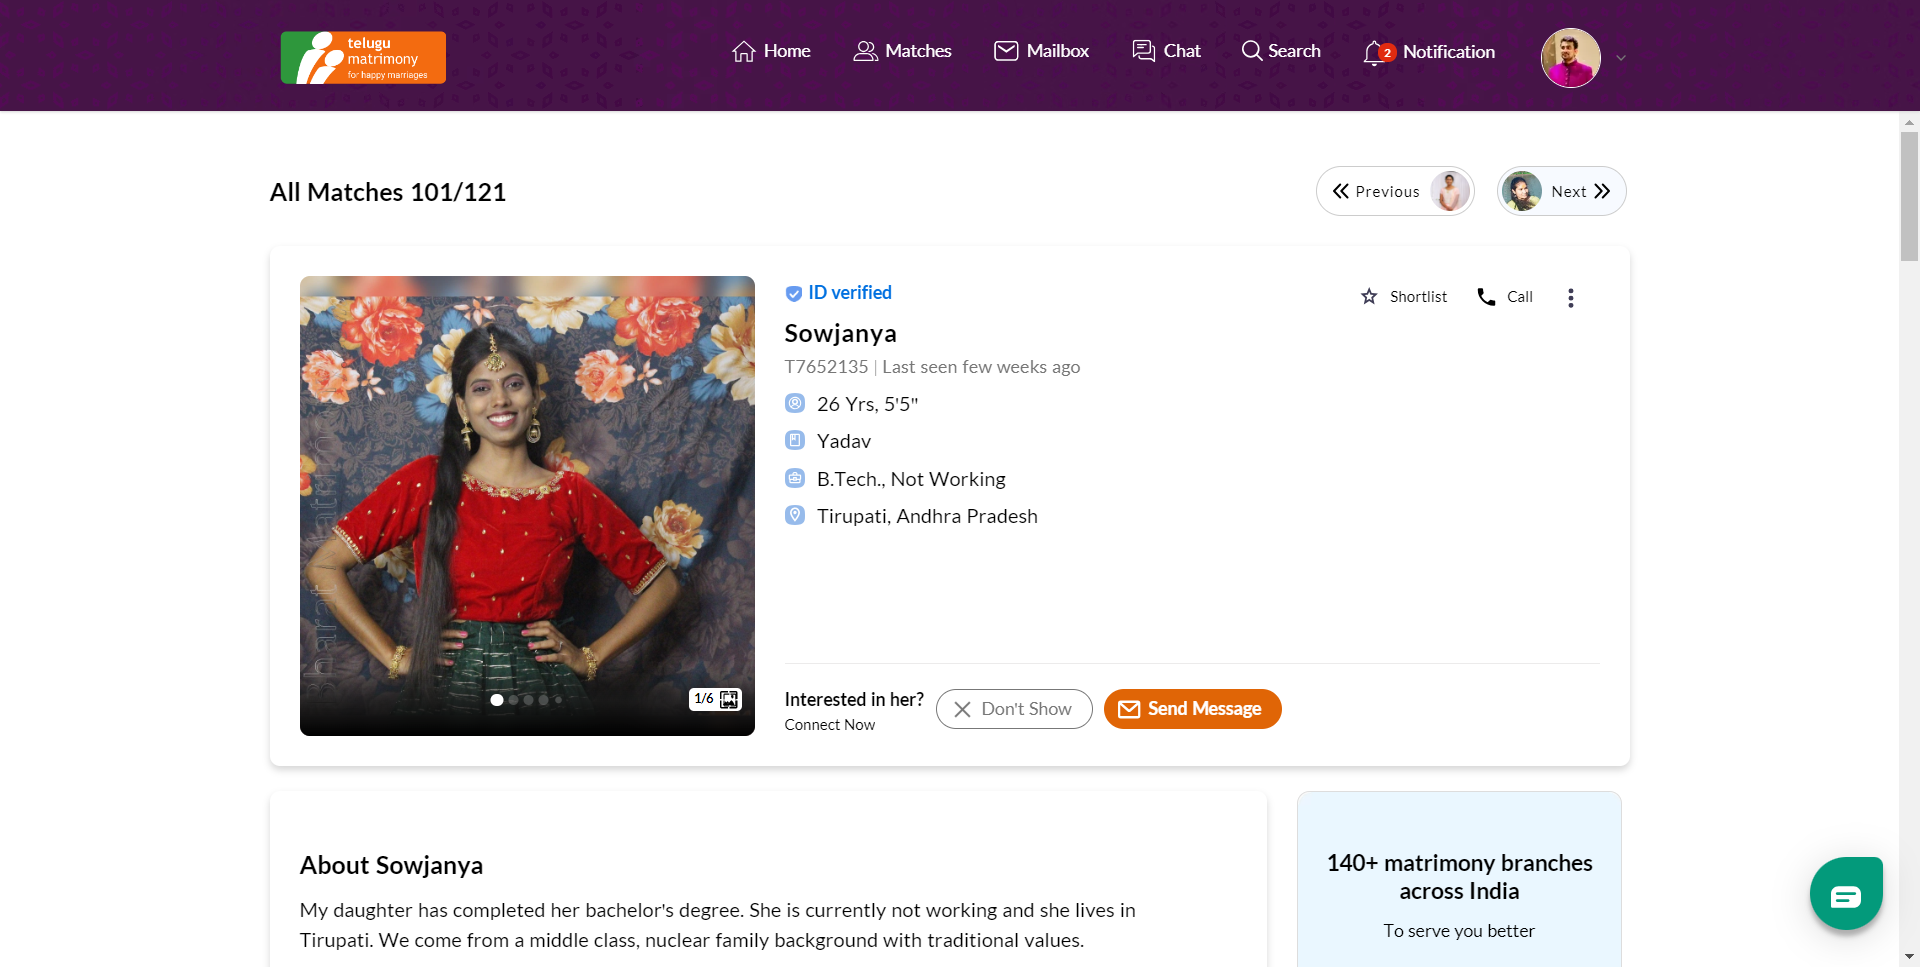 telugu
matrimony
for happy marriages
Home
Matches
Mailbox
Chat
Search
2
Notification
All Matches 101/121
Previous
Next
ID verified
Shortlist
Call
Sowjanya
T7652135 | Last seen few weeks ago
26 Yrs, 5'5"
Yadav
B.Tech., Not Working
Tirupati, Andhra Pradesh
Bharat Matrimony
1/6
Interested in her?
Connect Now
Don't Show
Send Message
About Sowjanya
My daughter has completed her bachelor's degree. She is currently not working and she lives in
Tirupati. We come from a middle class, nuclear family background with traditional values.
140+ matrimony branches
across India
To serve you better